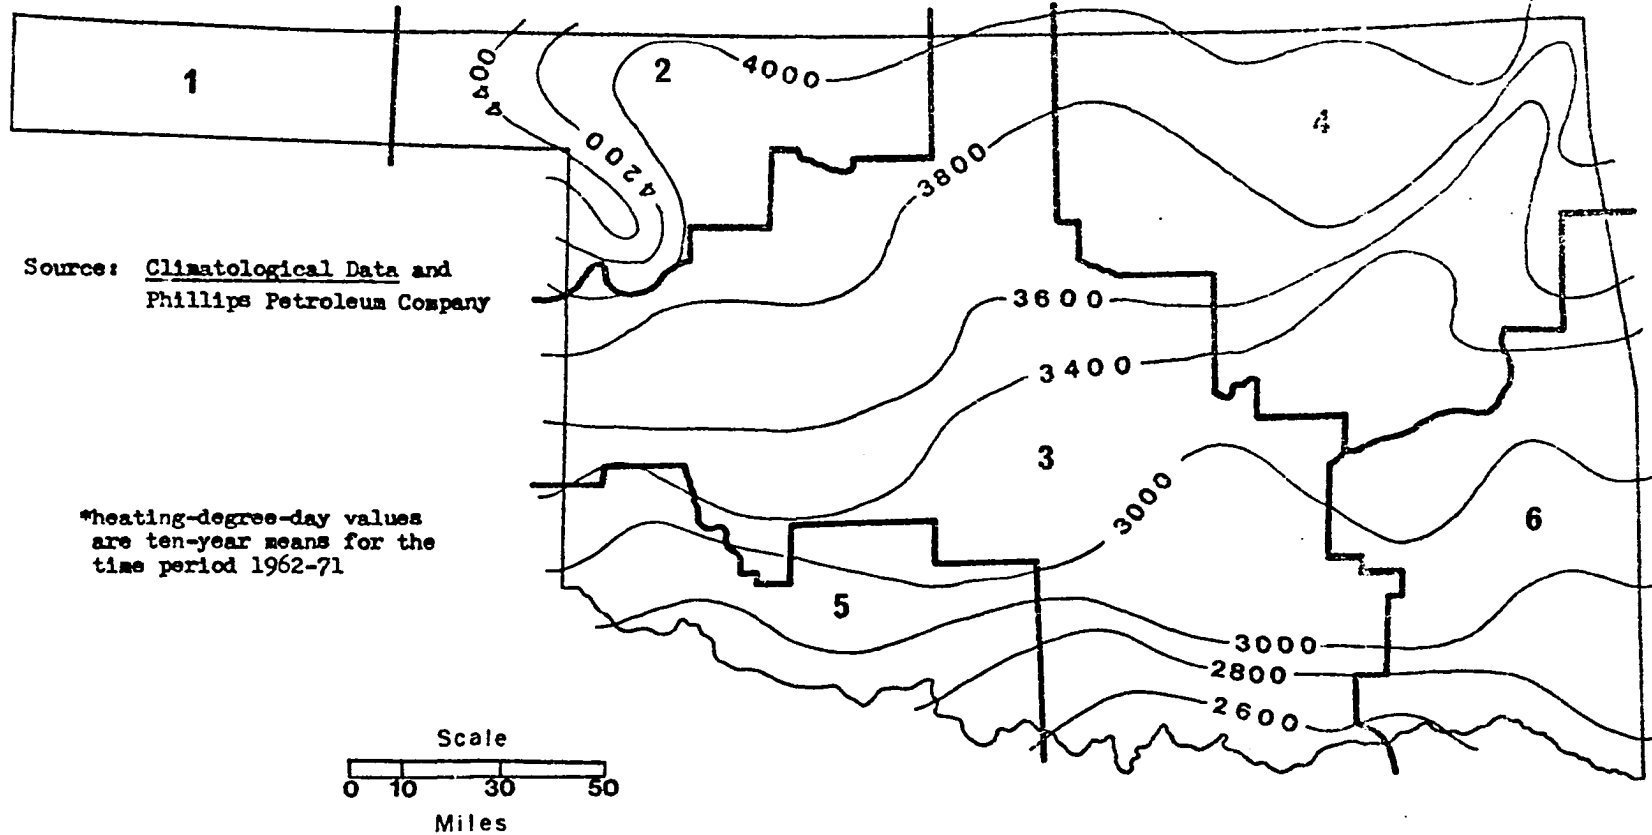 1
2
4000
4400
4200
4
3800
Source: Climatological Data and
Phillips Petroleum Company
3600
3400
3
3000
6
*heating-degree-day values
are ten-year means for the
time period 1962-71
5
3000
2800
2600
Scale
0 10 30 50
Miles